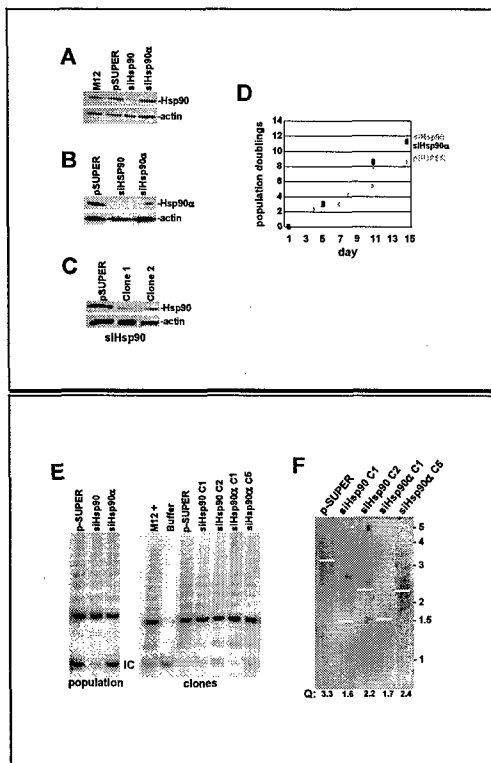 A
M12
pSUPER
siHsp90
siHsp90α
-Hsp90
-actin
B
pSUPER
siHSP90
siHsp90α
-Hsp90α
actin
C
pSUPER
Clone 1
Clone 2
-Hsp90
-actin
siHsp90
D
population doublings
14
12
10
8
6
4
2
0
1 3 5 7 9 11 13 15
day
siHsp90
siHsp90α
pSUPER
E
p-SUPER
siHsp90
siHsp90α
population
IC
M12 +
Buffer
p-SUPER
siHsp90 C1
siHsp90 C2
siHsp90α C1
siHsp90α C5
clones
F
p-SUPER
siHsp90 C1
siHsp90 C2
siHsp90α C1
siHsp90α C5
- 5
- 4
- 3
- 2
- 1.5
- 1
Q: 3.3 1.6 2.2 1.7 2.4